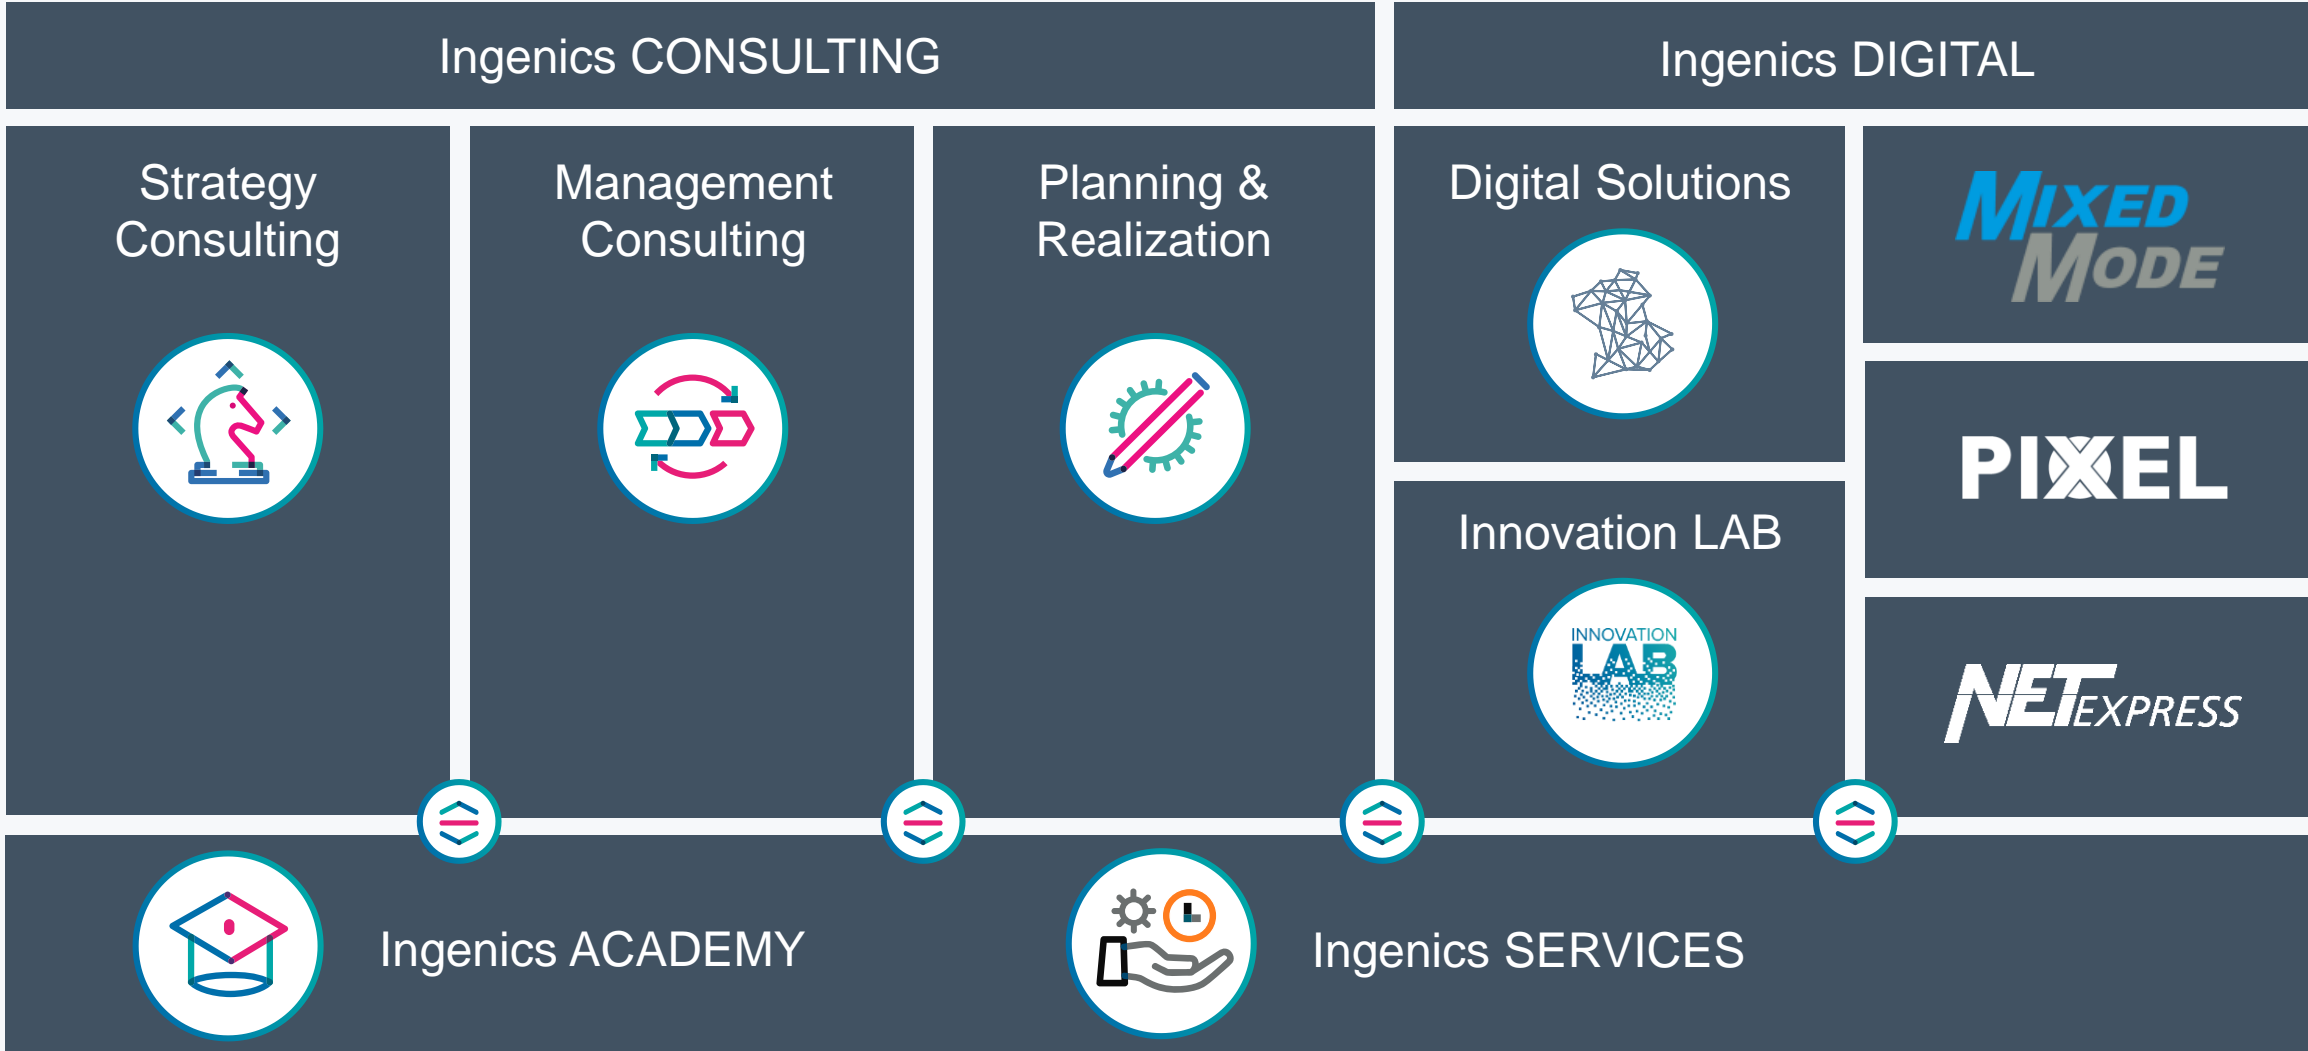 Ingenics CONSULTING
Ingenics DIGITAL
Strategy
Consulting
Management
Consulting
Planning &
Realization
Digital Solutions
MIXED
MODE
PIXEL
Innovation LAB
INNOVATION
LAB
NETEXPRESS
Ingenics ACADEMY
Ingenics SERVICES